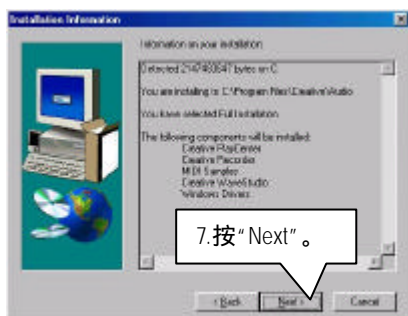 Installation Information
Information on your installation:
Detected 2147483647 bytes on C.
You are installing to: C:\Program Files\Creative\Audio
You have selected Full Installation.
The following components will be installed:
Creative PlayCenter
Creative Recorder
MIDI Samples
Creative WaveStudio
Windows Drivers
7.按“Next”。
< Back
Next >
Cancel